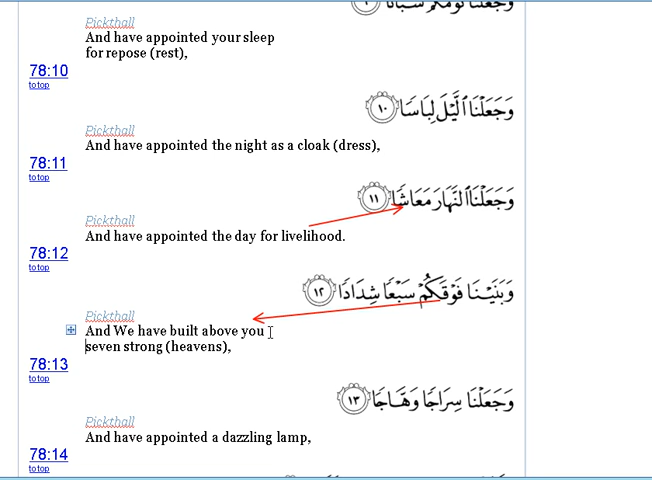 وَجَعَلْنَا نَوْمَكُمْ سُبَاتًا
Pickthall
And have appointed your sleep
for repose (rest),
78:10
to top
وَجَعَلْنَا ٱلَّيْلَ لِبَاسًا ١٠
Pickthall
And have appointed the night as a cloak (dress),
78:11
to top
وَجَعَلْنَا ٱلنَّهَارَ مَعَاشًا ١١
Pickthall
And have appointed the day for livelihood.
78:12
to top
وَبَنَيْنَا فَوْقَكُمْ سَبْعًا شِدَادًا ١٢
Pickthall
And We have built above you
seven strong (heavens),
78:13
to top
وَجَعَلْنَا سِرَاجًا وَهَّاجًا ١٣
Pickthall
And have appointed a dazzling lamp,
78:14
to top